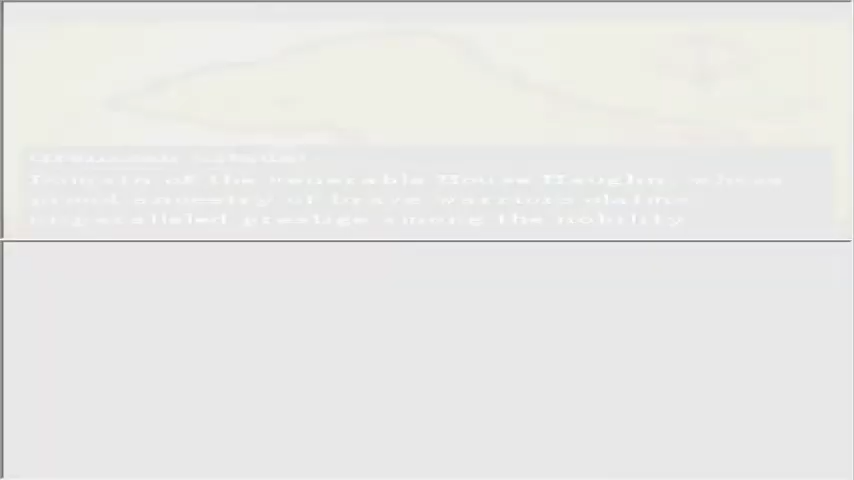 Domain of the venerable House Haughn, whose
proud ancestry of brave warriors claims
unparalleled prestige among the nobility